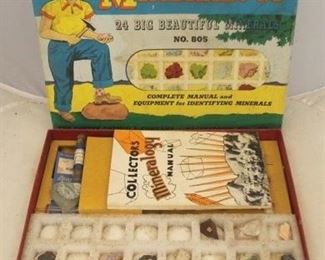 24 BIG BEAUTIFUL MINERALS
NO. 805
COMPLETE MANUAL and
EQUIPMENT for IDENTIFYING MINERALS
COLLECTORS
Mineralogy
MANUAL